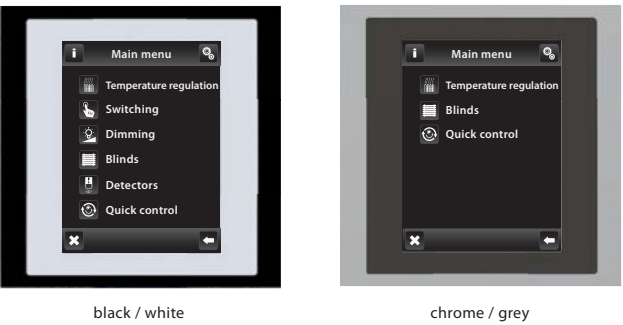 i Main menu
Temperature regulation
Switching
Dimming
Blinds
Detectors
Quick control
black / white
i Main menu
Temperature regulation
Blinds
Quick control
chrome / grey